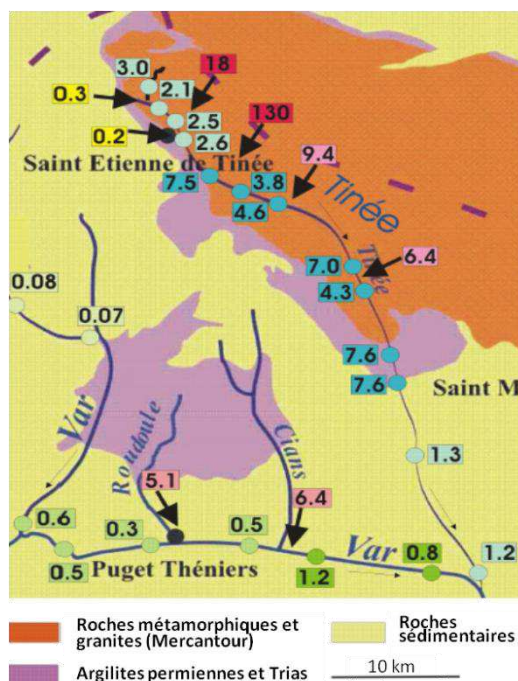 3.0
18
0.3
2.1
0.2
2.5
130
2.6
Saint Etienne de Tinée
9.4
7.5
3.8
Tinée
4.6
7.0
6.4
Tinée
4.3
0.08
0.07
7.6
7.6
Saint M
Var
Roudoule
Cians
1.3
5.1
6.4
0.6
0.3
0.5
Var
0.8
1.2
0.5
Puget Théniers
1.2
Roches métamorphiques et
granites (Mercantour)
Roches
sédimentaires
Argilites permiennes et Trias
10 km